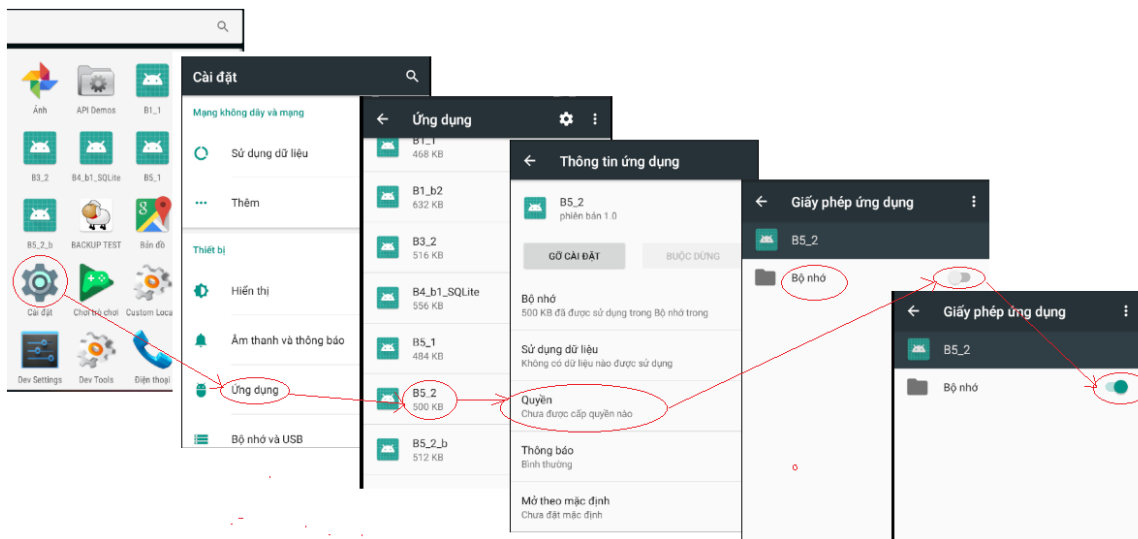 Ảnh
API Demos
B1_1
B3_2
B4_b1_SQLite
B5_1
B5_2_b
BACKUP TEST
Bản đồ
Cài đặt
Chơi trò chơi
Custom Loca
Dev Settings
Dev Tools
Điện thoại
Cài đặt
Mạng không dây và mạng
Sử dụng dữ liệu
Thêm
Thiết bị
Hiển thị
Âm thanh và thông báo
Ứng dụng
Bộ nhớ và USB
Ứng dụng
B1_1
468 KB
B1_b2
632 KB
B3_2
516 KB
B4_b1_SQLite
556 KB
B5_1
484 KB
B5_2
500 KB
B5_2_b
512 KB
Thông tin ứng dụng
B5_2
phiên bản 1.0
GỠ CÀI ĐẶT
BUỘC DỪNG
Bộ nhớ
500 KB đã được sử dụng trong Bộ nhớ trong
Sử dụng dữ liệu
Không có dữ liệu nào được sử dụng
Quyền
Chưa được cấp quyền nào
Thông báo
Bình thường
Mở theo mặc định
Chưa đặt mặc định
Giấy phép ứng dụng
B5_2
Bộ nhớ
Giấy phép ứng dụng
B5_2
Bộ nhớ